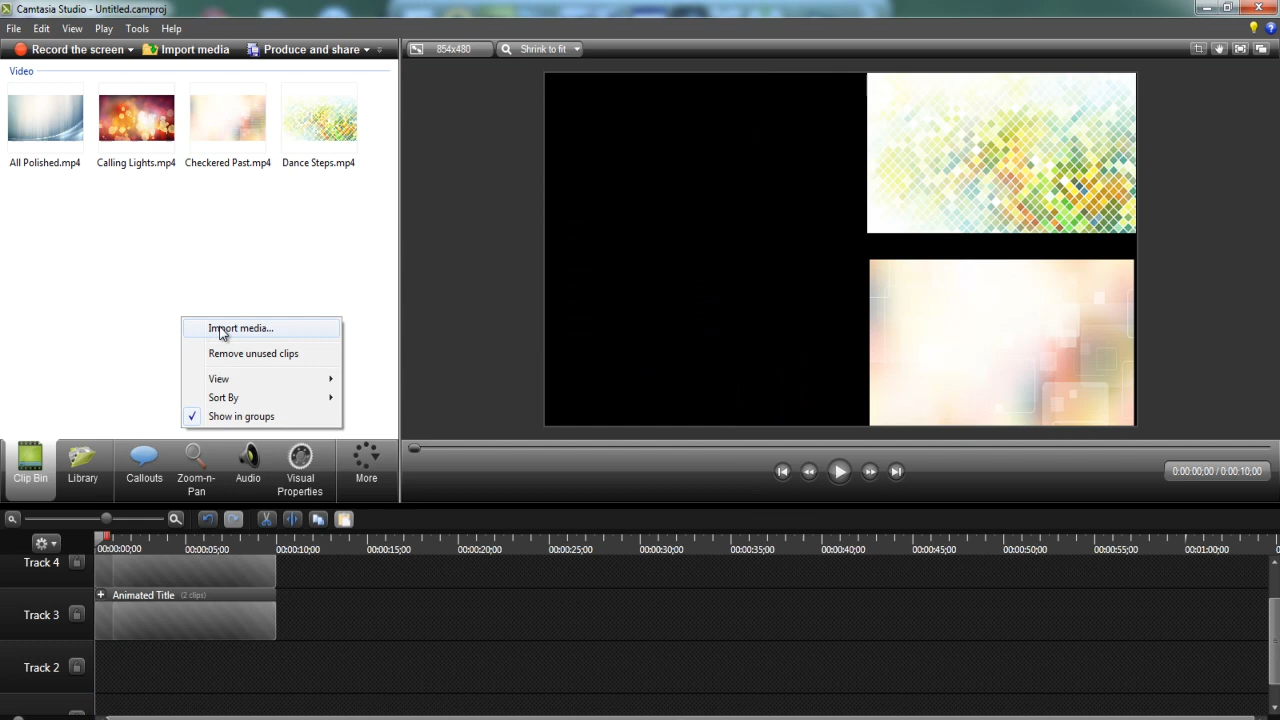 Camtasia Studio - Untitled.camproj
File Edit View Play Tools Help
Record the screen Import media Produce and share
854x480 Shrink to fit
Video
All Polished.mp4 Calling Lights.mp4 Checkered Past.mp4 Dance Steps.mp4
Import media...
Remove unused clips
View
Sort By
Show in groups
Clip Bin Library Callouts Zoom-n-Pan Audio Visual Properties More
0:00:00;00 / 0:00:10;00
00:00:00;00 00:00:05;00 00:00:10;00 00:00:15;00 00:00:20;00 00:00:25;00 00:00:30;00 00:00:35;00 00:00:40;00 00:00:45;00 00:00:50;00 00:00:55;00 00:01:00;00
Track 4
Animated Title (2 clips)
Track 3
Track 2